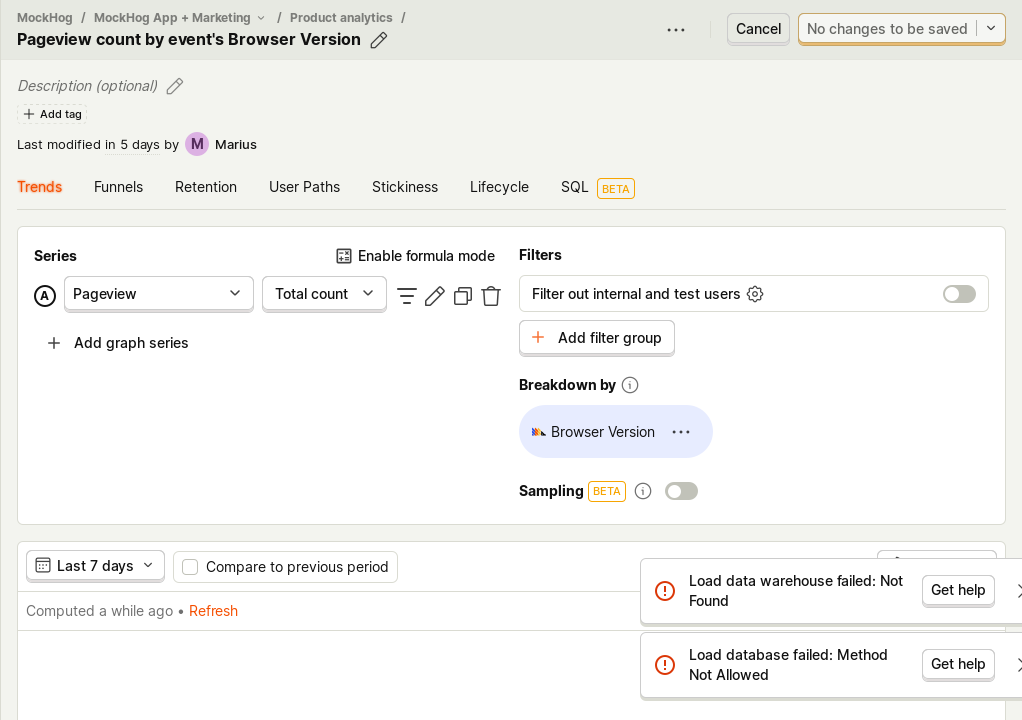 MockHog / MockHog App + Marketing / Product analytics /
Pageview count by event's Browser Version
Cancel
No changes to be saved
Description (optional)
Add tag
Last modified in 5 days by M Marius
Trends Funnels Retention User Paths Stickiness Lifecycle SQL BETA
Series
Enable formula mode
A Pageview Total count
Add graph series
Filters
Filter out internal and test users
Add filter group
Breakdown by
Browser Version
Sampling BETA
Last 7 days Compare to previous period
Computed a while ago • Refresh
Load data warehouse failed: Not
Found
Get help
Load database failed: Method
Not Allowed
Get help